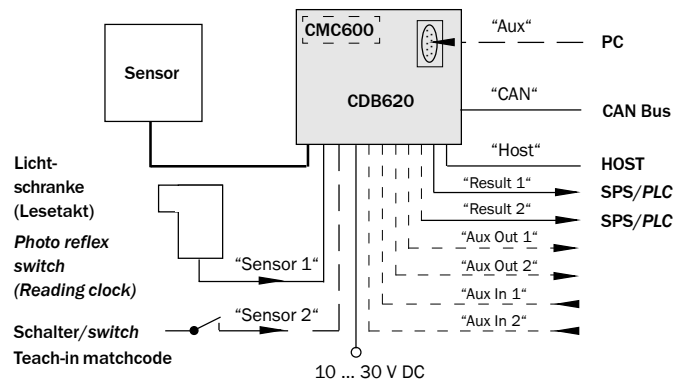 CMC600
"Aux"
PC
Sensor
CDB620
"CAN"
CAN Bus
"Host"
HOST
Licht-
schranke
(Lesetakt)
Photo reflex
switch
(Reading clock)
"Result 1"
SPS/PLC
"Result 2"
SPS/PLC
"Aux Out 1"
"Sensor 1"
"Aux Out 2"
"Aux In 1"
"Sensor 2"
"Aux In 2"
Schalter/switch
Teach-in matchcode
10 ... 30 V DC